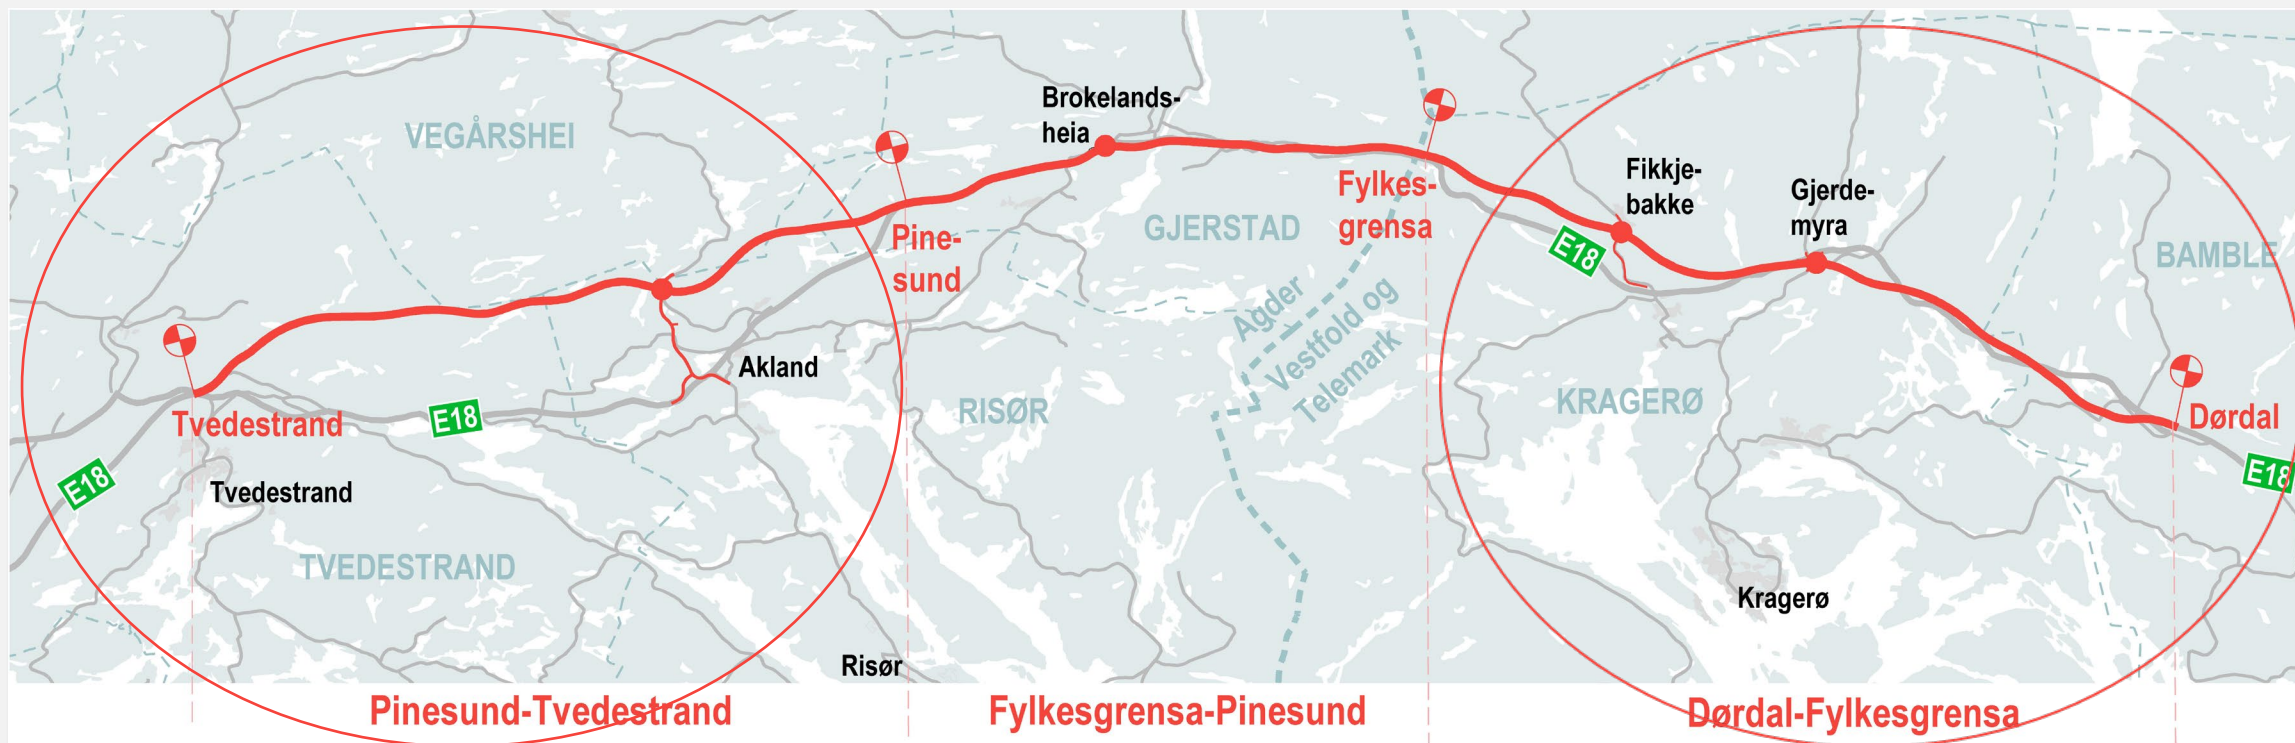 Brokelands-
heia
VEGÅRSHEI
Fikkje-
bakke
Fylkes-
grensa
Gjerde-
myra
GJERSTAD
Pine-
sund
E18
BAMBLE
Agder
Vestfold og
Telemark
Akland
RISØR
KRAGERØ
E18
Tvedestrand
Dørdal
E18
E18
Tvedestrand
TVEDESTRAND
Kragerø
Risør
Pinesund-Tvedestrand
Fylkesgrensa-Pinesund
Dørdal-Fylkesgrensa